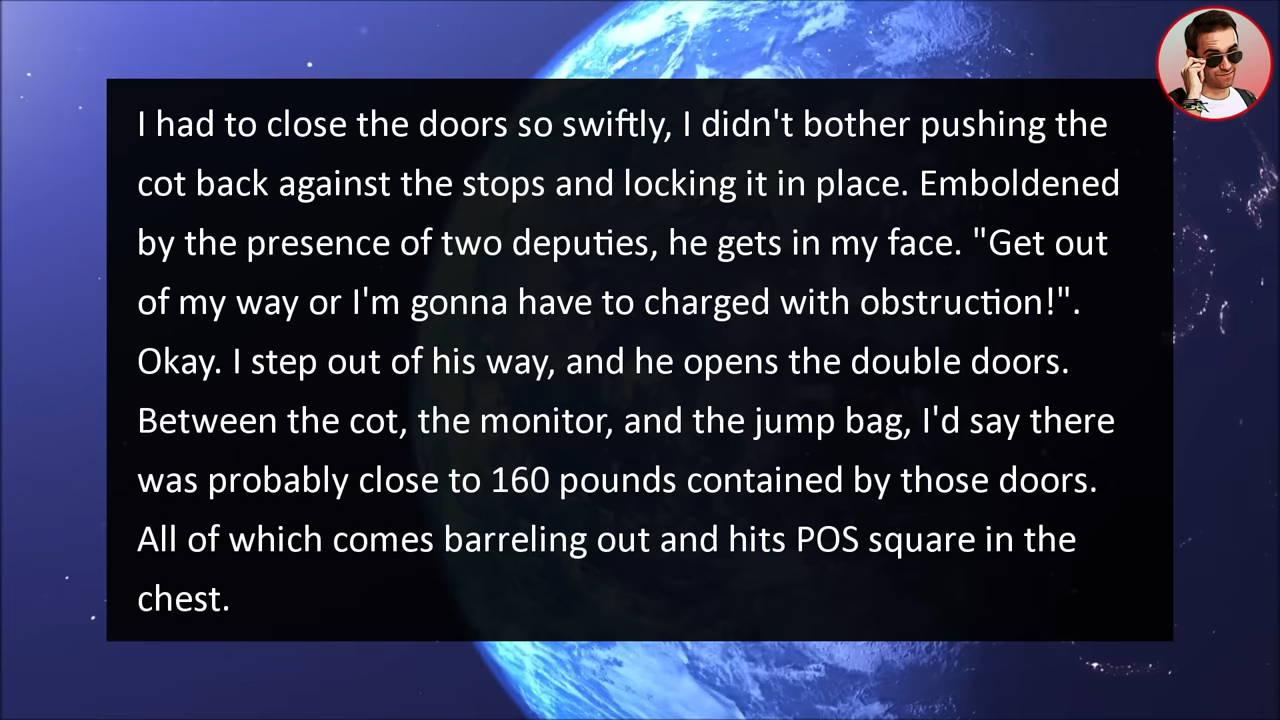 I had to close the doors so swiftly, I didn't bother pushing the
cot back against the stops and locking it in place. Emboldened
by the presence of two deputies, he gets in my face. "Get out
of my way or I'm gonna have to charged with obstruction!".
Okay. I step out of his way, and he opens the double doors.
Between the cot, the monitor, and the jump bag, I'd say there
was probably close to 160 pounds contained by those doors.
All of which comes barreling out and hits POS square in the
chest.